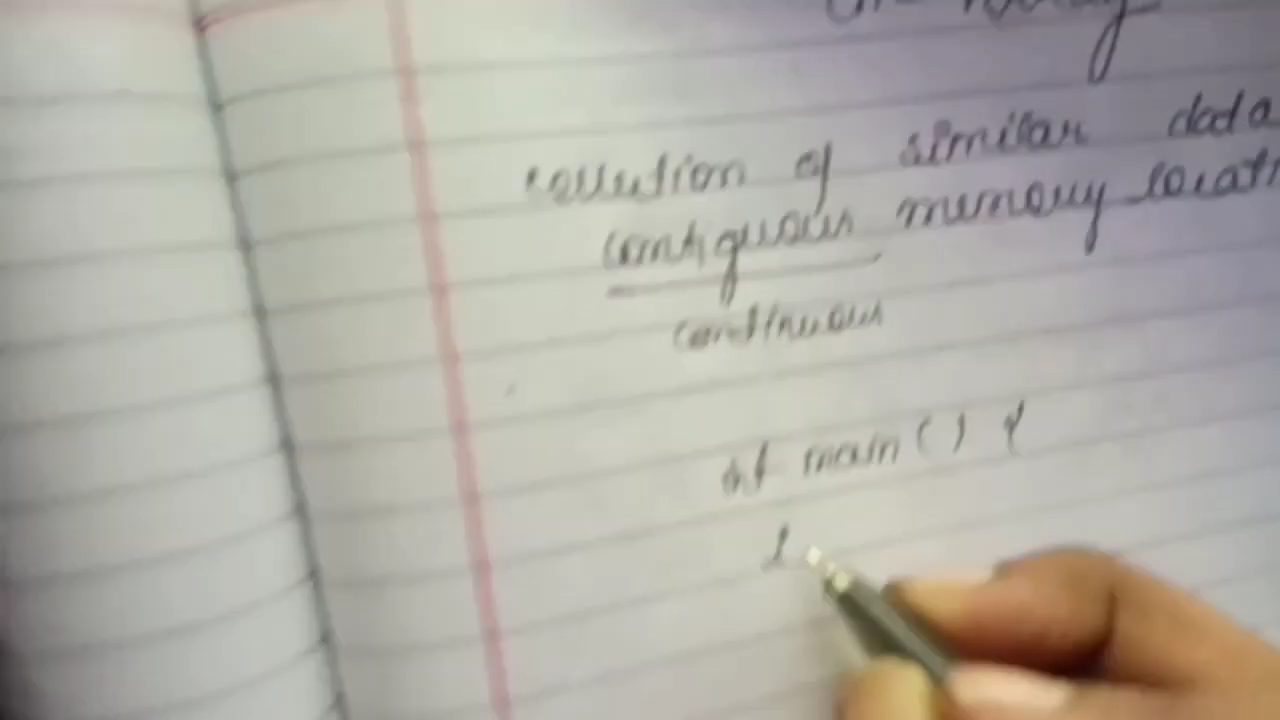 collection of similar data
contiguous memory locati
continuous
int main() {